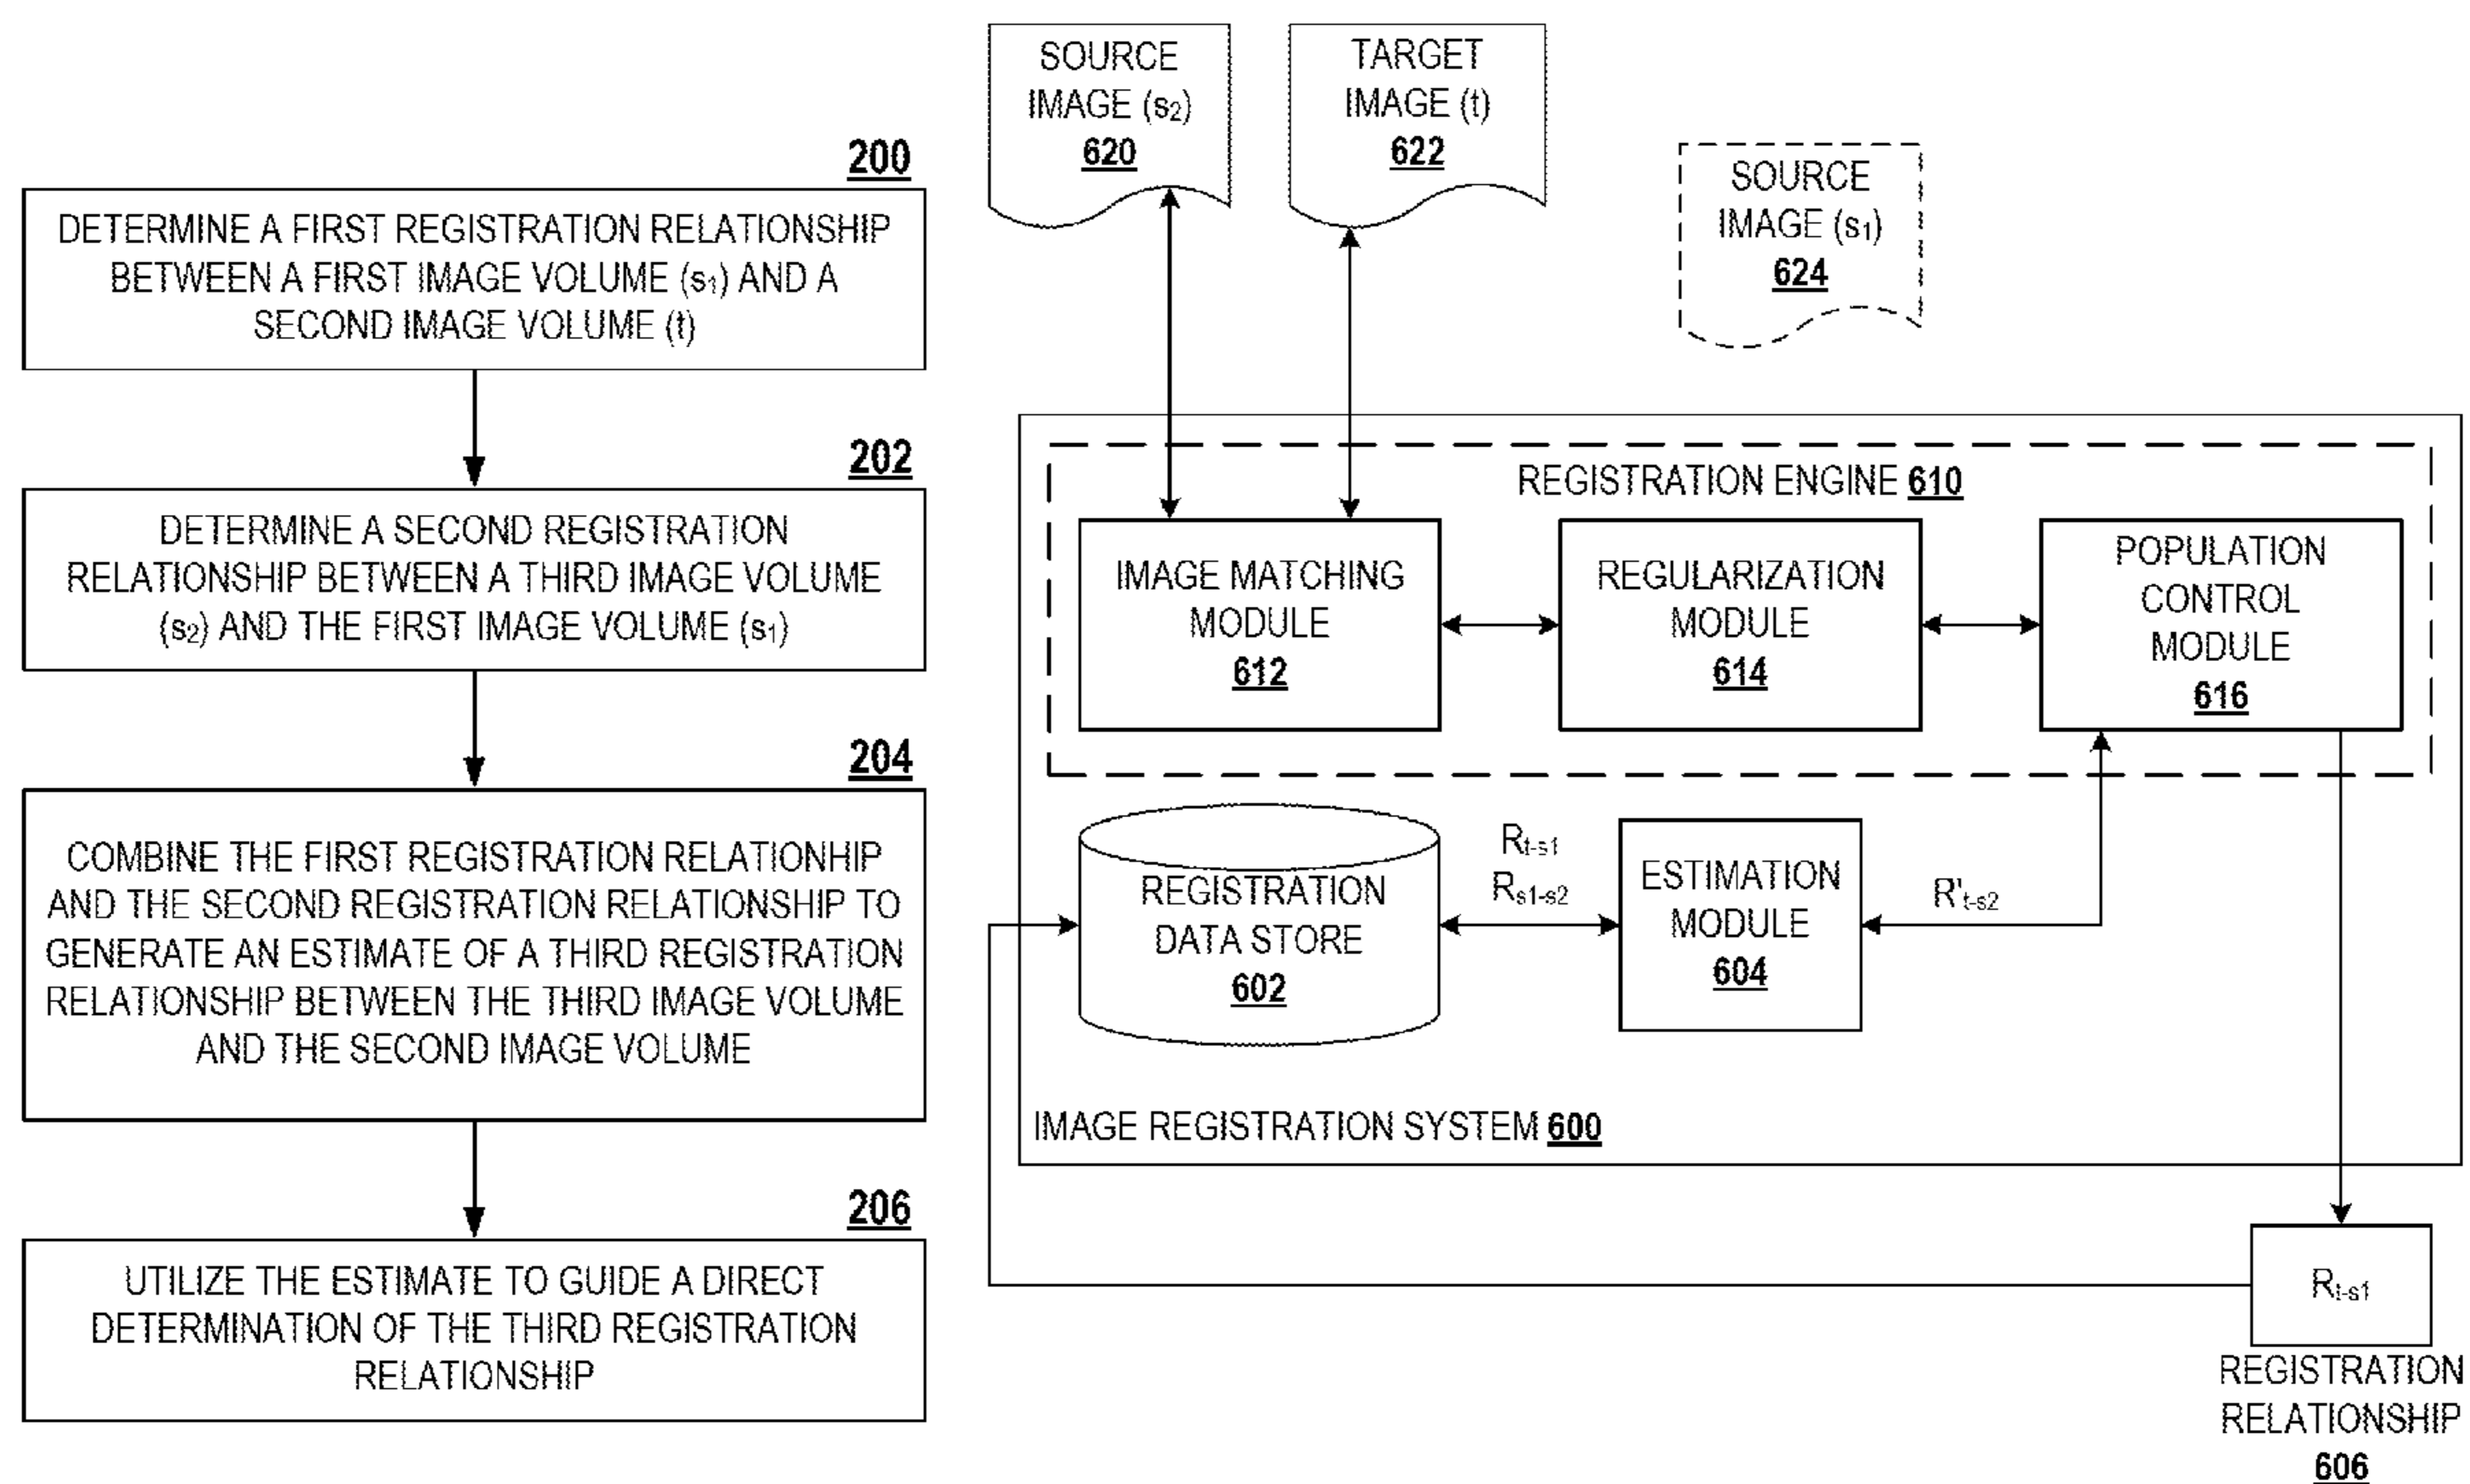 200
DETERMINE A FIRST REGISTRATION RELATIONSHIP
BETWEEN A FIRST IMAGE VOLUME (s₁) AND A
SECOND IMAGE VOLUME (t)
202
DETERMINE A SECOND REGISTRATION
RELATIONSHIP BETWEEN A THIRD IMAGE VOLUME
(s₂) AND THE FIRST IMAGE VOLUME (s₁)
204
COMBINE THE FIRST REGISTRATION RELATIONHIP
AND THE SECOND REGISTRATION RELATIONSHIP TO
GENERATE AN ESTIMATE OF A THIRD REGISTRATION
RELATIONSHIP BETWEEN THE THIRD IMAGE VOLUME
AND THE SECOND IMAGE VOLUME
206
UTILIZE THE ESTIMATE TO GUIDE A DIRECT
DETERMINATION OF THE THIRD REGISTRATION
RELATIONSHIP
SOURCE
IMAGE (s₂)
620
TARGET
IMAGE (t)
622
SOURCE
IMAGE (s₁)
624
REGISTRATION ENGINE 610
IMAGE MATCHING
MODULE
612
REGULARIZATION
MODULE
614
POPULATION
CONTROL
MODULE
616
REGISTRATION
DATA STORE
602
Rt-s1
Rs1-s2
ESTIMATION
MODULE
604
R't-s2
IMAGE REGISTRATION SYSTEM 600
Rt-s1
REGISTRATION
RELATIONSHIP
606